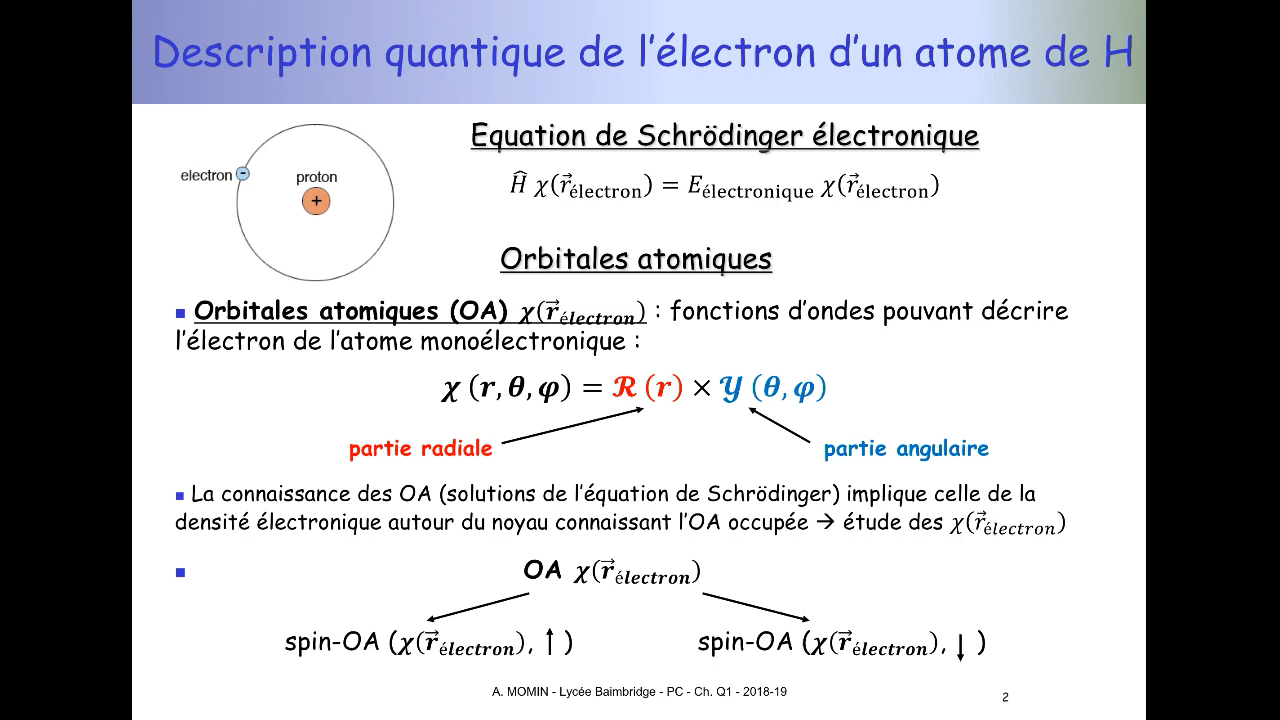 Description quantique de l'électron d'un atome de H
electron -
proton
+
Equation de Schrödinger électronique
Ĥ χ(r⃗électron) = Eélectronique χ(r⃗électron)
Orbitales atomiques
▪ Orbitales atomiques (OA) χ(r⃗électron) : fonctions d'ondes pouvant décrire
l'électron de l'atome monoélectronique :
χ (r, θ, φ) = ℛ (r) × 𝒴 (θ, φ)
partie radiale
partie angulaire
▪ La connaissance des OA (solutions de l'équation de Schrödinger) implique celle de la
densité électronique autour du noyau connaissant l'OA occupée → étude des χ(r⃗électron)
▪ OA χ(r⃗électron)
spin-OA (χ(r⃗électron), ↑ )
spin-OA (χ(r⃗électron), ↓ )
A. MOMIN - Lycée Baimbridge - PC - Ch. Q1 - 2018-19
2